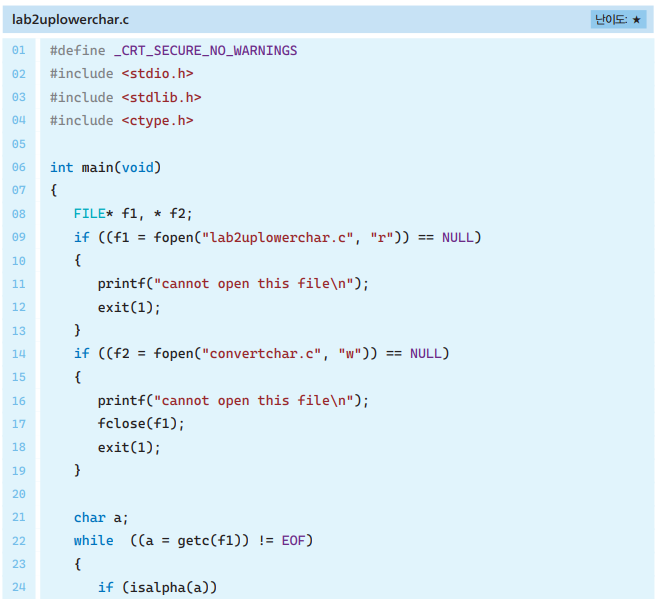 lab2uplowerchar.c 난이도: ★
01 #define _CRT_SECURE_NO_WARNINGS
02 #include <stdio.h>
03 #include <stdlib.h>
04 #include <ctype.h>
05
06 int main(void)
07 {
08    FILE* f1, * f2;
09    if ((f1 = fopen("lab2uplowerchar.c", "r")) == NULL)
10    {
11       printf("cannot open this file\n");
12       exit(1);
13    }
14    if ((f2 = fopen("convertchar.c", "w")) == NULL)
15    {
16       printf("cannot open this file\n");
17       fclose(f1);
18       exit(1);
19    }
20
21    char a;
22    while  ((a = getc(f1)) != EOF)
23    {
24       if (isalpha(a))